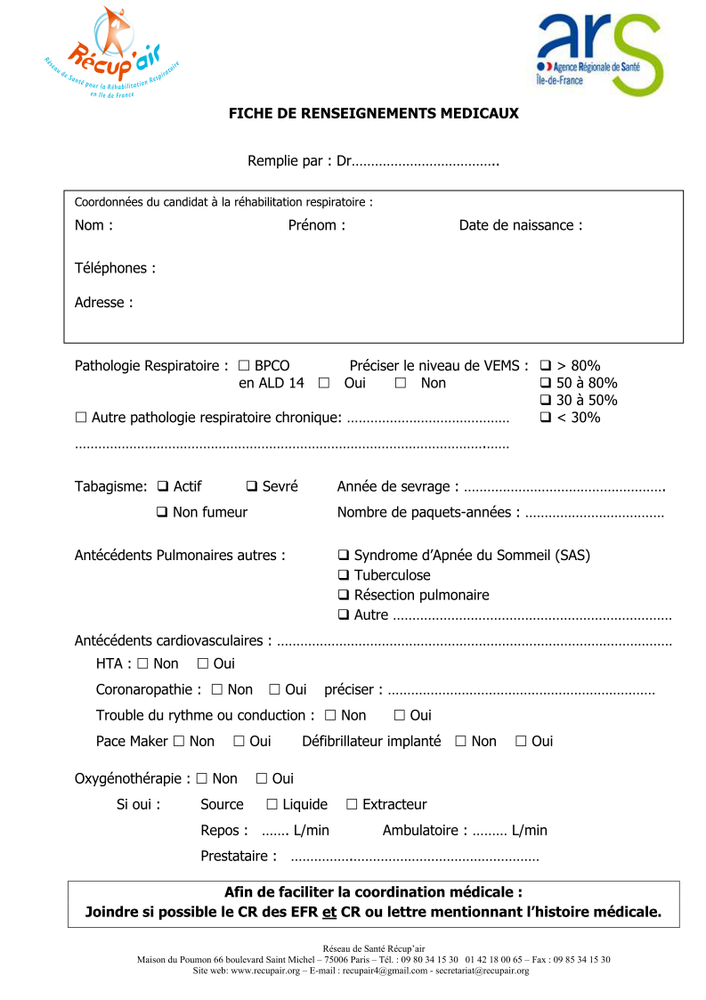 Récup'air
Réseau de Santé pour la Réhabilitation Respiratoire
en Ile de France
ars
Agence Régionale de Santé
Île-de-France
FICHE DE RENSEIGNEMENTS MEDICAUX
Remplie par : Dr………………………………..
Coordonnées du candidat à la réhabilitation respiratoire :
Nom : Prénom : Date de naissance :
Téléphones :
Adresse :
Pathologie Respiratoire : ☐ BPCO Préciser le niveau de VEMS : ❑ > 80%
en ALD 14 ☐ Oui ☐ Non ❑ 50 à 80%
❑ 30 à 50%
☐ Autre pathologie respiratoire chronique: …………………………………… ❑ < 30%
…………………………………………………………………………………………….……
Tabagisme: ❑ Actif ❑ Sevré Année de sevrage : …………………………………………….
❑ Non fumeur Nombre de paquets-années : ………………………………
Antécédents Pulmonaires autres : ❑ Syndrome d’Apnée du Sommeil (SAS)
❑ Tuberculose
❑ Résection pulmonaire
❑ Autre ………………………………………………………………
Antécédents cardiovasculaires : …………………………………………………………………………………………
HTA : ☐ Non ☐ Oui
Coronaropathie : ☐ Non ☐ Oui préciser : ……………………………………………………………
Trouble du rythme ou conduction : ☐ Non ☐ Oui
Pace Maker ☐ Non ☐ Oui Défibrillateur implanté ☐ Non ☐ Oui
Oxygénothérapie : ☐ Non ☐ Oui
Si oui : Source ☐ Liquide ☐ Extracteur
Repos : ……. L/min Ambulatoire : ……… L/min
Prestataire : …………….…………………………………………
Afin de faciliter la coordination médicale :
Joindre si possible le CR des EFR et CR ou lettre mentionnant l’histoire médicale.
Réseau de Santé Récup’air
Maison du Poumon 66 boulevard Saint Michel – 75006 Paris – Tél. : 09 80 34 15 30 01 42 18 00 65 – Fax : 09 85 34 15 30
Site web: www.recupair.org – E-mail : recupair4@gmail.com - secretariat@recupair.org